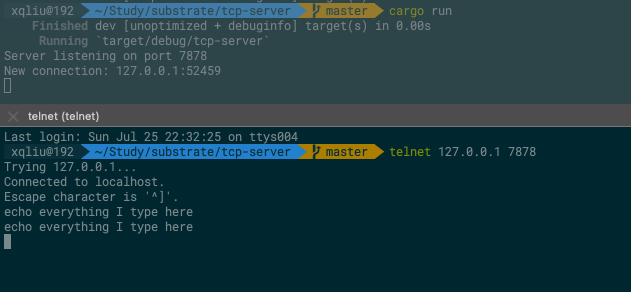 xqliu@192 ~/Study/substrate/tcp-server master cargo run
Finished dev [unoptimized + debuginfo] target(s) in 0.00s
Running `target/debug/tcp-server`
Server listening on port 7878
New connection: 127.0.0.1:52459
telnet (telnet)
Last login: Sun Jul 25 22:32:25 on ttys004
xqliu@192 ~/Study/substrate/tcp-server master telnet 127.0.0.1 7878
Trying 127.0.0.1...
Connected to localhost.
Escape character is '^]'.
echo everything I type here
echo everything I type here